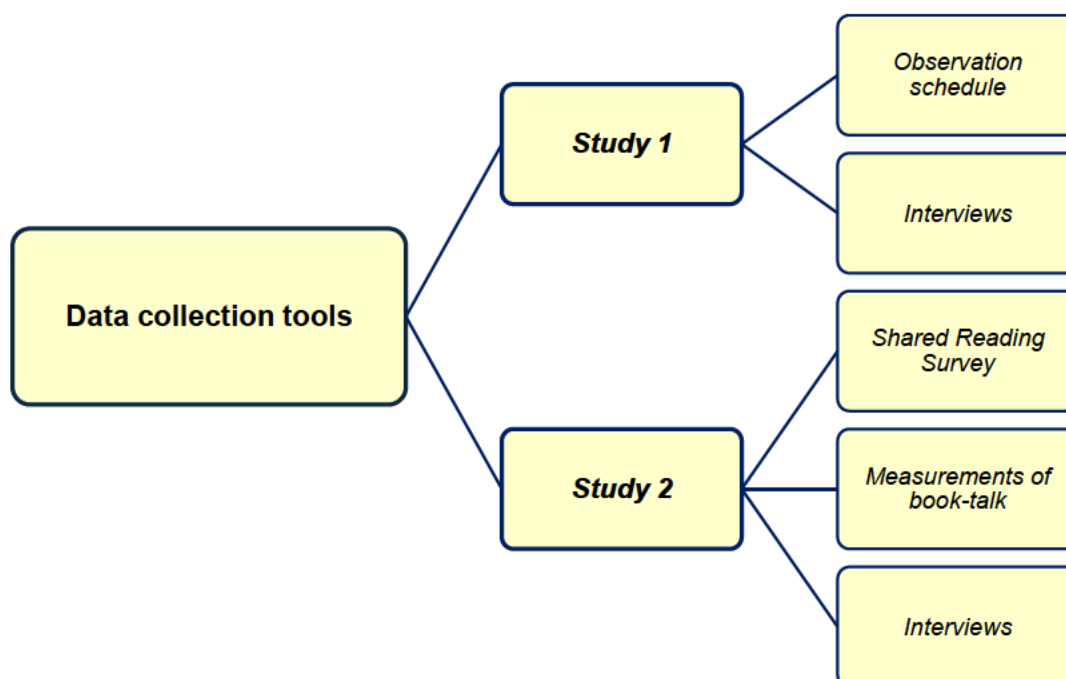 Data collection tools
Study 1
Observation
schedule
Interviews
Study 2
Shared Reading
Survey
Measurements of
book-talk
Interviews